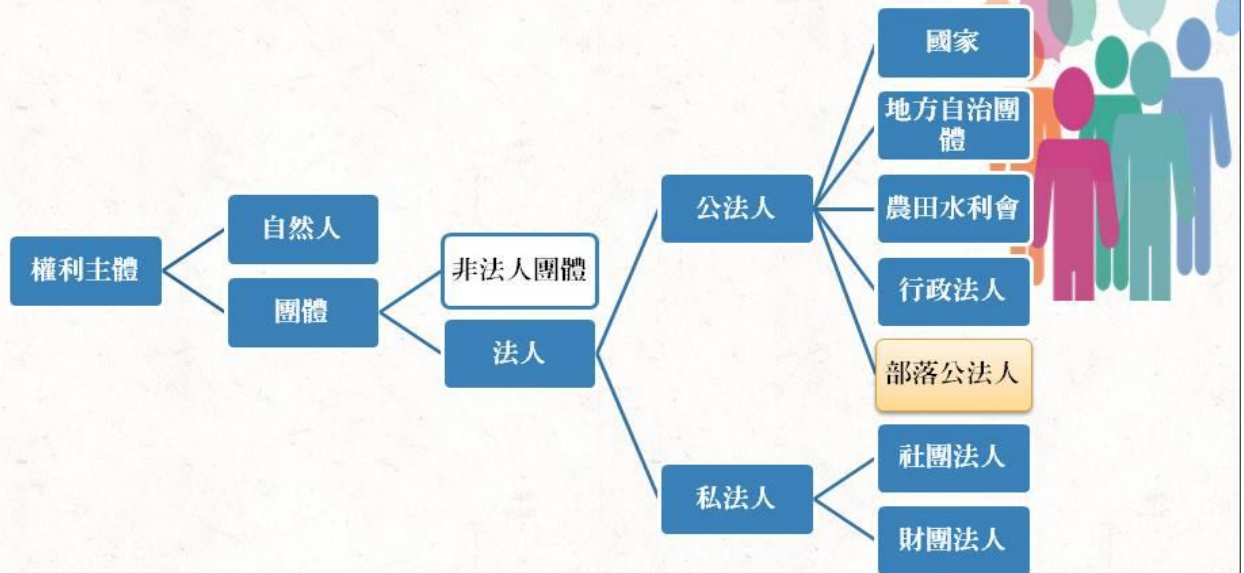 權利主體
自然人
團體
非法人團體
法人
公法人
私法人
國家
地方自治團
體
農田水利會
行政法人
部落公法人
社團法人
財團法人